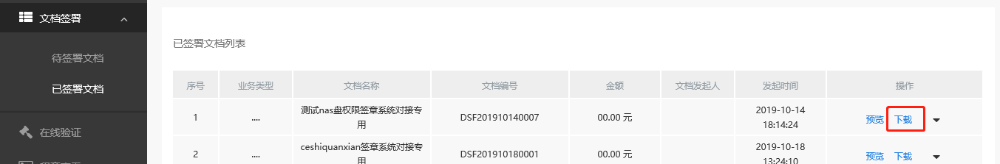 文档签署
待签署文档
已签署文档
在线验证
已签署文档列表
序号 业务类型 文档名称 文档编号 金额 文档发起人 发起时间 操作
1 .... 测试nas盘权限签章系统对接专用 DSF201910140007 00.00 元 2019-10-14 18:14:24 预览 下载
2 .... ceshiquanxian签章系统对接专用 DSF201910180001 00.00 元 2019-10-18 13:24:10 预览 下载